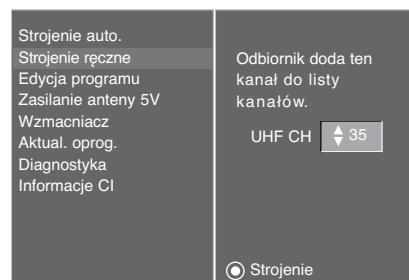 Strojenie auto.
Strojenie ręczne
Edycja programu
Zasilanie anteny 5V
Wzmacniacz
Aktual. oprog.
Diagnostyka
Informacje CI
Odbiornik doda ten
kanał do listy
kanałów.
UHF CH 35
Strojenie